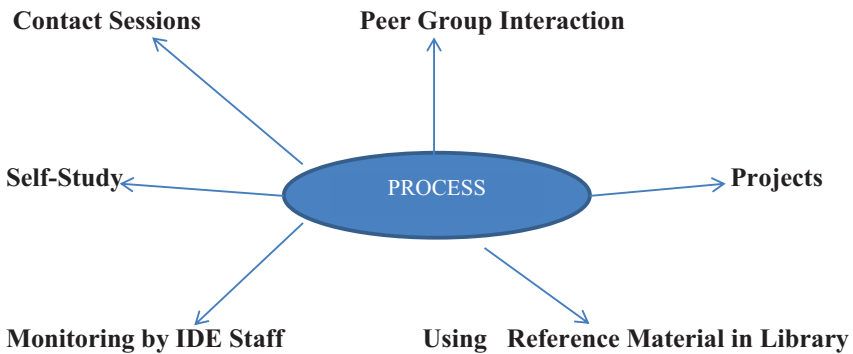 Contact Sessions
Peer Group Interaction
Self-Study
PROCESS
Projects
Monitoring by IDE Staff
Using Reference Material in Library